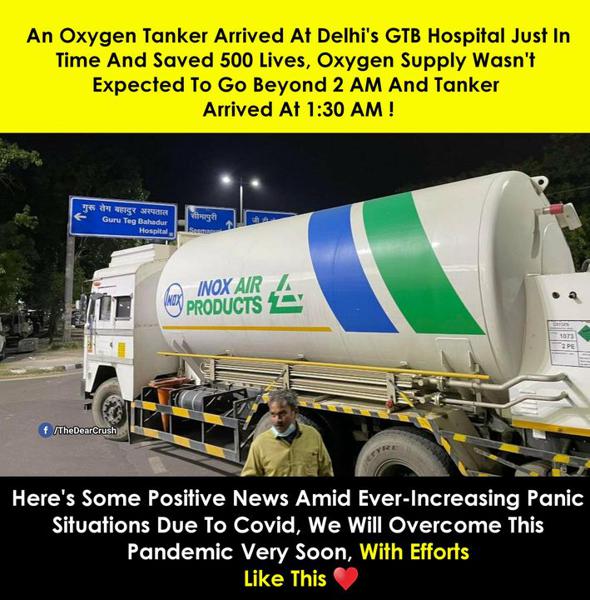 An Oxygen Tanker Arrived At Delhi's GTB Hospital Just In
Time And Saved 500 Lives, Oxygen Supply Wasn't
Expected To Go Beyond 2 AM And Tanker
Arrived At 1:30 AM !
गुरू तेग बहादुर अस्पताल
Guru Teg Bahadur
Hospital
सीमापुरी
INOX
INOX AIR
PRODUCTS
1073
2 PE
TYRE
f /TheDearCrush
Here's Some Positive News Amid Ever-Increasing Panic
Situations Due To Covid, We Will Overcome This
Pandemic Very Soon, With Efforts
Like This ❤️